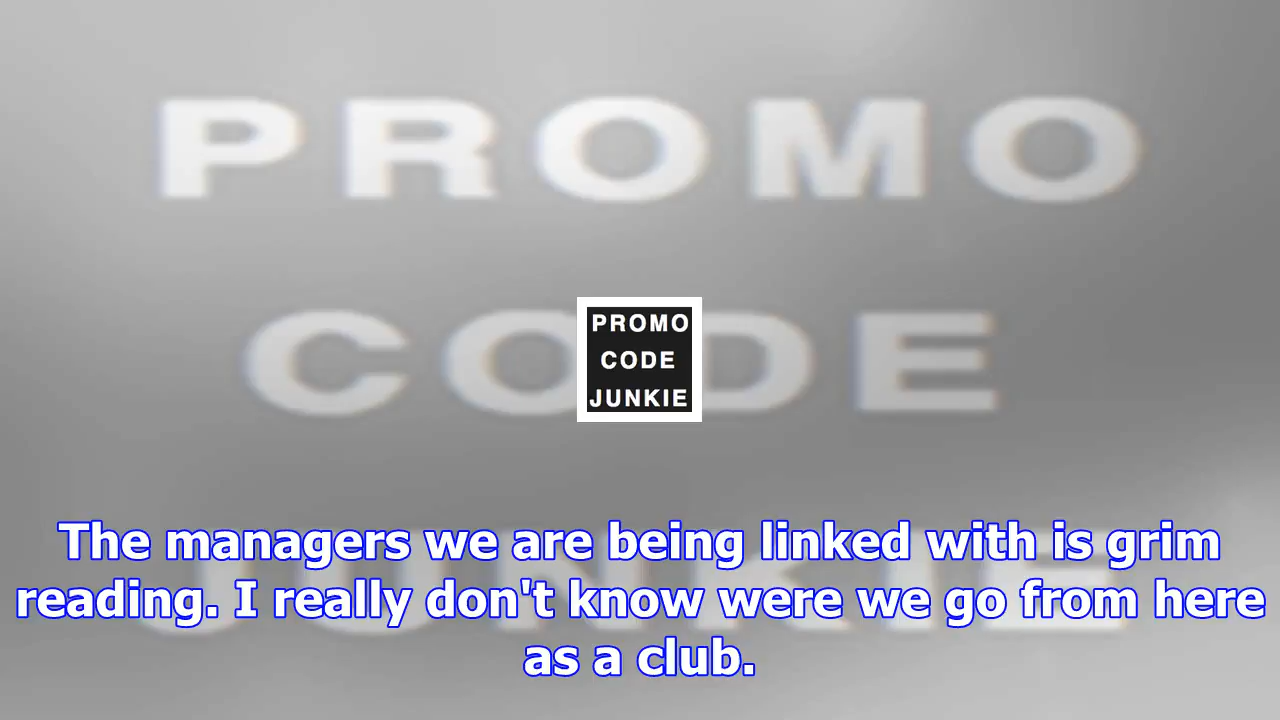 PROMO
CODE
JUNKIE
PROMO
CODE
JUNKIE
The managers we are being linked with is grim
reading. I really don't know were we go from here
as a club.